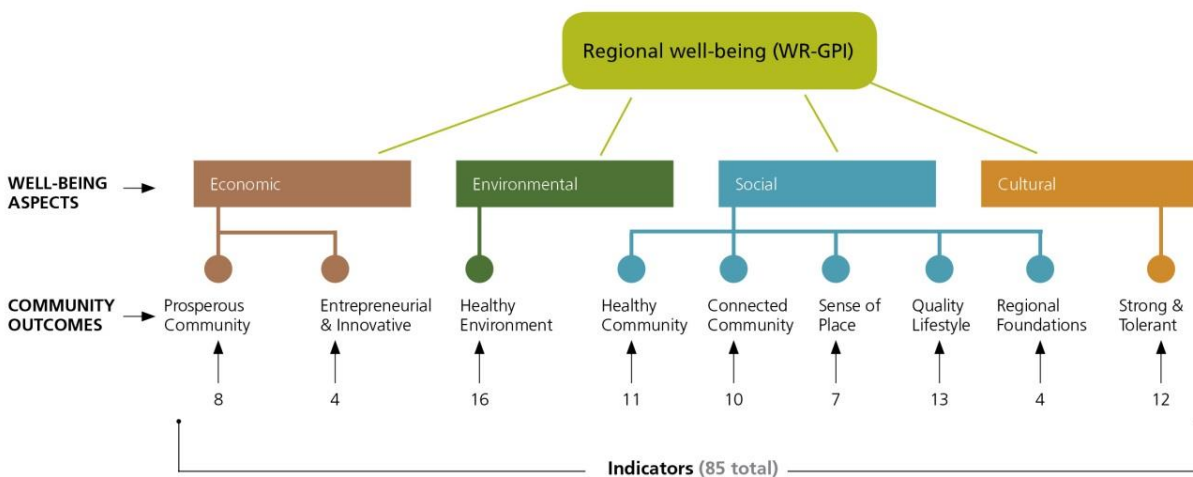 Regional well-being (WR-GPI)
WELL-BEING
ASPECTS
Economic
Environmental
Social
Cultural
COMMUNITY
OUTCOMES
Prosperous
Community
Entrepreneurial
& Innovative
Healthy
Environment
Healthy
Community
Connected
Community
Sense of
Place
Quality
Lifestyle
Regional
Foundations
Strong &
Tolerant
8
4
16
11
10
7
13
4
12
Indicators (85 total)